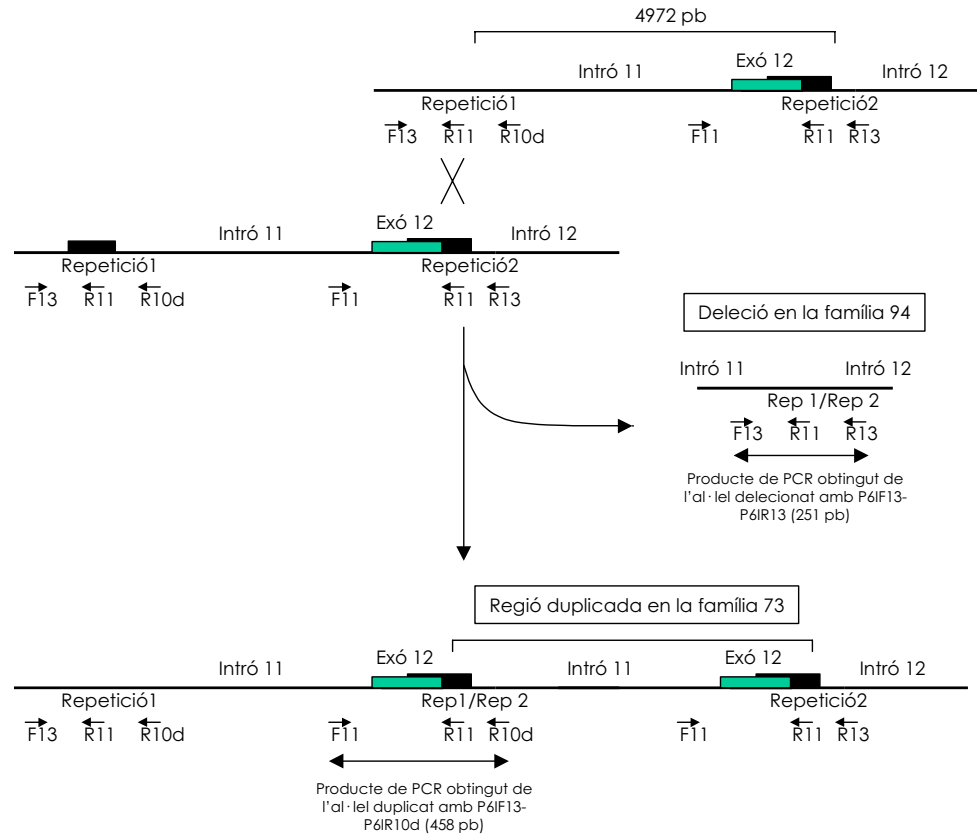 4972 pb
Exó 12
Intró 11
Intró 12
Repetició1
Repetició2
F13
R11
R10d
F11
R11
R13
Exó 12
Intró 11
Intró 12
Repetició1
Repetició2
F13
R11
R10d
F11
R11
R13
Deleció en la família 94
Intró 11
Intró 12
Rep 1/Rep 2
F13
R11
R13
Producte de PCR obtingut de
l'al·lel delecionat amb P6IF13-
P6IR13 (251 pb)
Regió duplicada en la família 73
Intró 11
Exó 12
Intró 11
Exó 12
Intró 12
Repetició1
Rep1/Rep 2
Repetició2
F13
R11
R10d
F11
R11
R10d
F11
R11
R13
Producte de PCR obtingut de
l'al·lel duplicat amb P6IF13-
P6IR10d (458 pb)